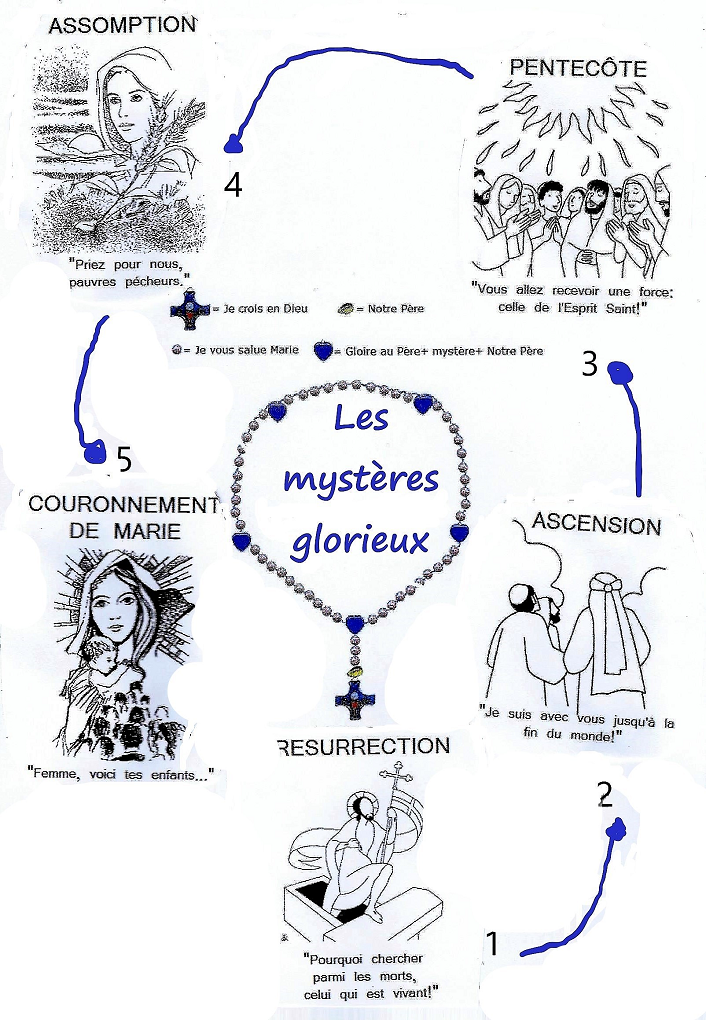 ASSOMPTION
"Priez pour nous,
pauvres pécheurs."
4
PENTECÔTE
"Vous allez recevoir une force:
celle de l'Esprit Saint!"
3
= Je crois en Dieu
= Notre Père
= Je vous salue Marie
= Gloire au Père+ mystère+ Notre Père
Les
mystères
glorieux
5
COURONNEMENT
DE MARIE
"Femme, voici tes enfants..."
ASCENSION
"Je suis avec vous jusqu'à la
fin du monde!"
2
RESURRECTION
"Pourquoi chercher
parmi les morts,
celui qui est vivant!"
1